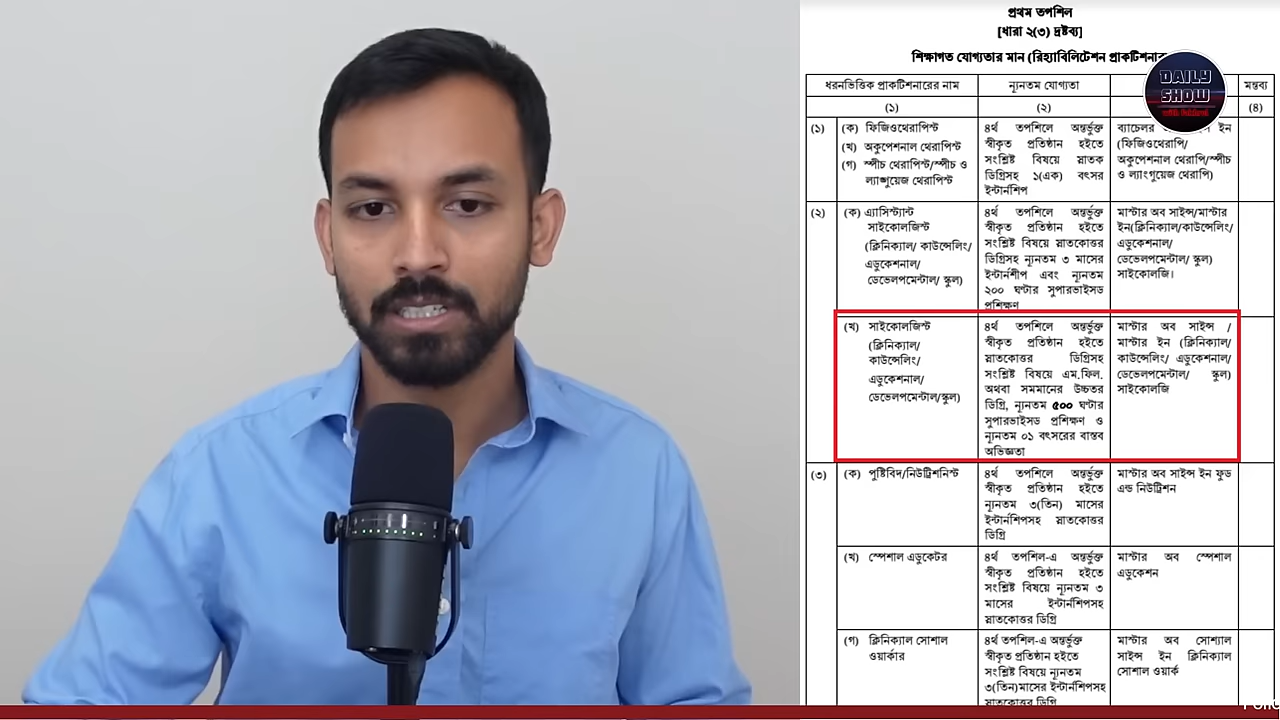 প্রথম তপশিল
[ধারা ২(৩) দ্রষ্টব্য]
শিক্ষাগত যোগ্যতার মান (রিহ্যাবিলিটেশন
DAILY
SHOW
ধরনভিত্তিক প্রাকটিশনারের নাম
ন্যূনতম যোগ্যতা
মন্তব্য
(১)
(২)
(৪)
(১)
(ক) ফিজিওথেরাপিস্ট
(খ) অকুপেশনাল থেরাপিস্ট
(গ) স্পীচ থেরাপিস্ট/স্পীচ ও
ল্যাঙ্গুয়েজ থেরাপিস্ট
৪র্থ তপশিলে অন্তর্ভুক্ত
স্বীকৃত প্রতিষ্ঠান হইতে
সংশ্লিষ্ট বিষয়ে স্নাতক
ডিগ্রিসহ ১(এক) বৎসর
ইন্টার্নশিপ
ব্যাচেলর ইন
(ফিজিওথেরাপি/
অকুপেশনাল থেরাপি/স্পীচ
ও ল্যাংগুয়েজ থেরাপি)
(২)
(ক) এ্যাসিস্ট্যান্ট
সাইকোলজিস্ট
(ক্লিনিক্যাল/ কাউন্সেলিং/
এডুকেশনাল/
ডেভেলপমেন্টাল/ স্কুল)
৪র্থ তপশিলে অন্তর্ভুক্ত
স্বীকৃত প্রতিষ্ঠান হইতে
সংশ্লিষ্ট বিষয়ে স্নাতকোত্তর
ডিগ্রিসহ ন্যূনতম ৩ মাসের
ইন্টার্নশীপ এবং ন্যূনতম
২০০ ঘণ্টার সুপারভাইসড
প্রশিক্ষণ
মাস্টার অব সাইন্স/মাস্টার
ইন(ক্লিনিক্যাল/কাউন্সেলিং/
এডুকেশনাল/
ডেভেলপমেন্টাল/ স্কুল)
সাইকোলজি।
(খ) সাইকোলজিস্ট
(ক্লিনিক্যাল/
কাউন্সেলিং/
এডুকেশনাল/
ডেভেলপমেন্টাল/স্কুল)
৪র্থ তপশিলে অন্তর্ভুক্ত
স্বীকৃত প্রতিষ্ঠান হইতে
স্নাতকোত্তর ডিগ্রিসহ
সংশ্লিষ্ট বিষয়ে এম.ফিল.
অথবা সমমানের উচ্চতর
ডিগ্রি, ন্যূনতম ৫০০ ঘণ্টার
সুপারভাইসড প্রশিক্ষণ ও
ন্যূনতম ০১ বৎসরের বাস্তব
অভিজ্ঞতা
মাস্টার অব সাইন্স /
মাস্টার ইন (ক্লিনিক্যাল/
কাউন্সেলিং/ এডুকেশনাল/
ডেভেলপমেন্টাল/ স্কুল)
সাইকোলজি
(৩)
(ক) পুষ্টিবিদ/নিউট্রিশনিস্ট
৪র্থ তপশিলে অন্তর্ভুক্ত
স্বীকৃত প্রতিষ্ঠান হইতে
ন্যূনতম ৩(তিন) মাসের
ইন্টার্নশিপসহ স্নাতকোত্তর
ডিগ্রি
মাস্টার অব সাইন্স ইন ফুড
এন্ড নিউট্রিশন
(খ) স্পেশাল এডুকেটর
৪র্থ তপশিল-এ অন্তর্ভুক্ত
স্বীকৃত প্রতিষ্ঠান হইতে
সংশ্লিষ্ট বিষয়ে ন্যূনতম ৩
মাসের ইন্টার্নশিপসহ
স্নাতকোত্তর ডিগ্রি
মাস্টার অব স্পেশাল
এডুকেশন
(গ) ক্লিনিক্যাল সোশাল
ওয়ার্কার
৪র্থ তপশিল-এ অন্তর্ভুক্ত
স্বীকৃত প্রতিষ্ঠান হইতে
সংশ্লিষ্ট বিষয়ে ন্যূনতম
৩(তিন)মাসের ইন্টার্নশিপসহ
স্নাতকোত্তর ডিগ্রি
মাস্টার অব সোশ্যাল
সাইন্স ইন ক্লিনিক্যাল
সোশাল ওয়ার্ক